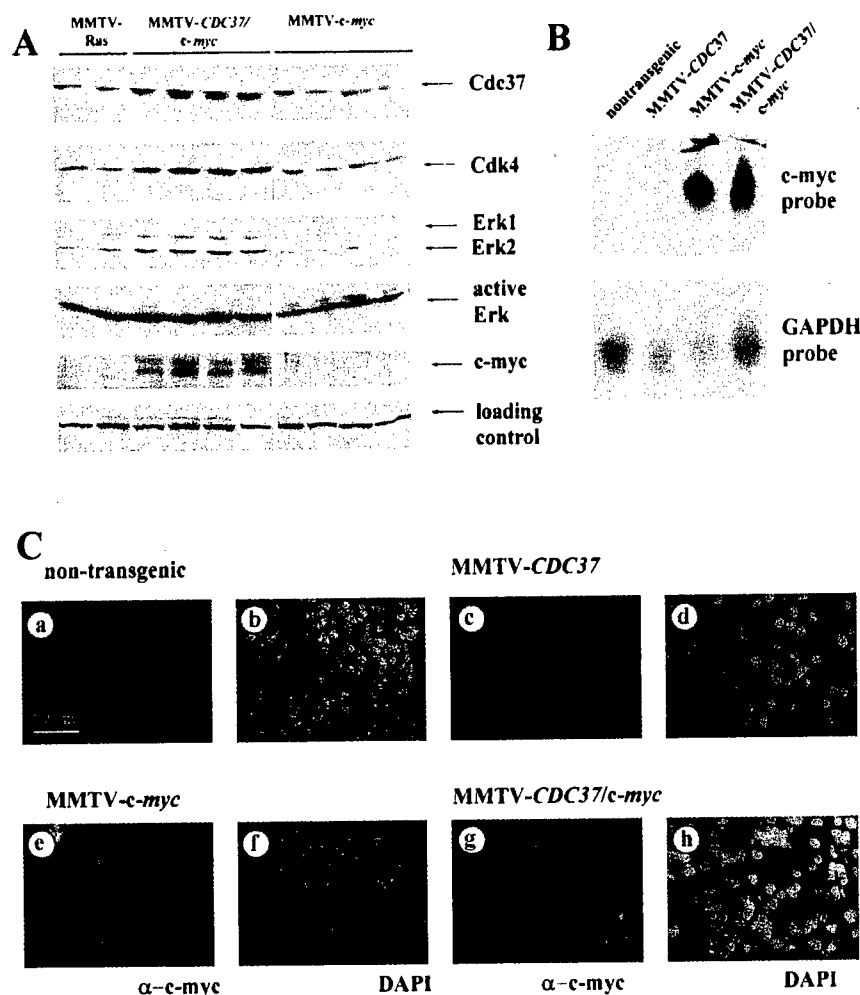 A
MMTV-
Ras
MMTV-CDC37/
c-myc
MMTV-c-myc
Cdc37
Cdk4
Erk1
Erk2
active
Erk
c-myc
loading
control
B
nontransgenic
MMTV-CDC37
MMTV-c-myc
MMTV-CDC37/
c-myc
c-myc
probe
GAPDH
probe
C
non-transgenic
MMTV-CDC37
a
b
c
d
MMTV-c-myc
MMTV-CDC37/c-myc
e
f
g
h
α-c-myc
DAPI
α-c-myc
DAPI